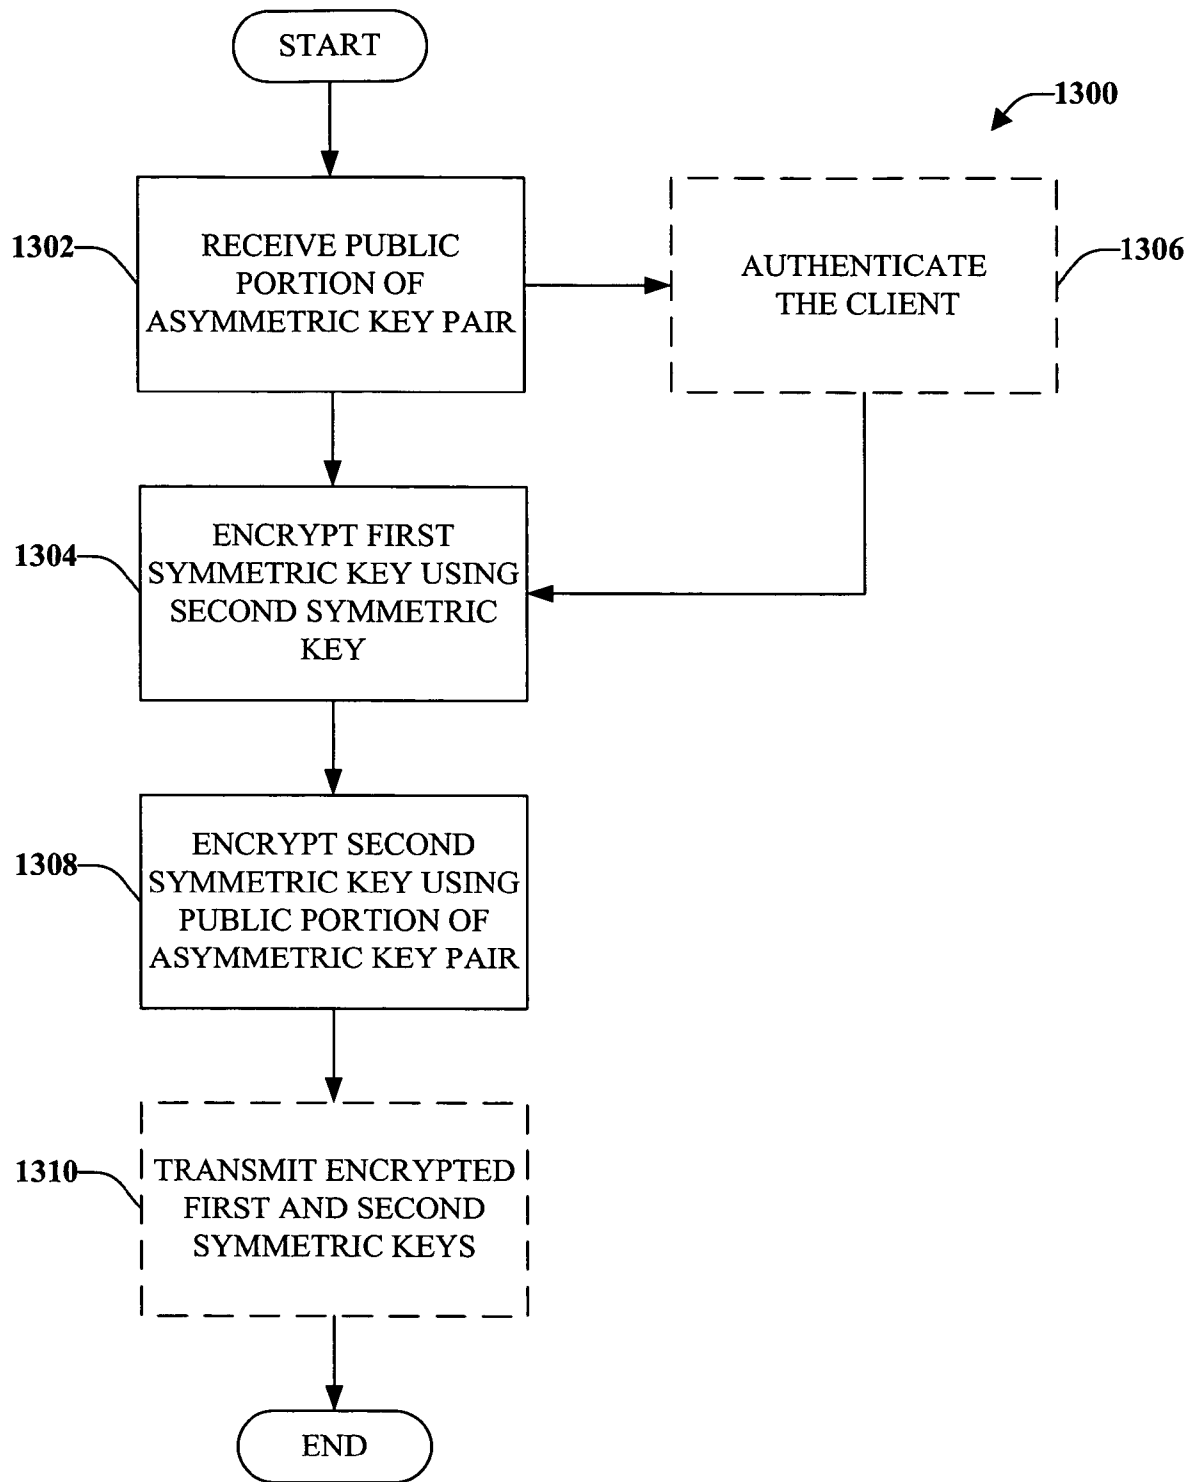 START
1300
1302
RECEIVE PUBLIC
PORTION OF
ASYMMETRIC KEY PAIR
AUTHENTICATE
THE CLIENT
1306
1304
ENCRYPT FIRST
SYMMETRIC KEY USING
SECOND SYMMETRIC
KEY
1308
ENCRYPT SECOND
SYMMETRIC KEY USING
PUBLIC PORTION OF
ASYMMETRIC KEY PAIR
1310
TRANSMIT ENCRYPTED
FIRST AND SECOND
SYMMETRIC KEYS
END